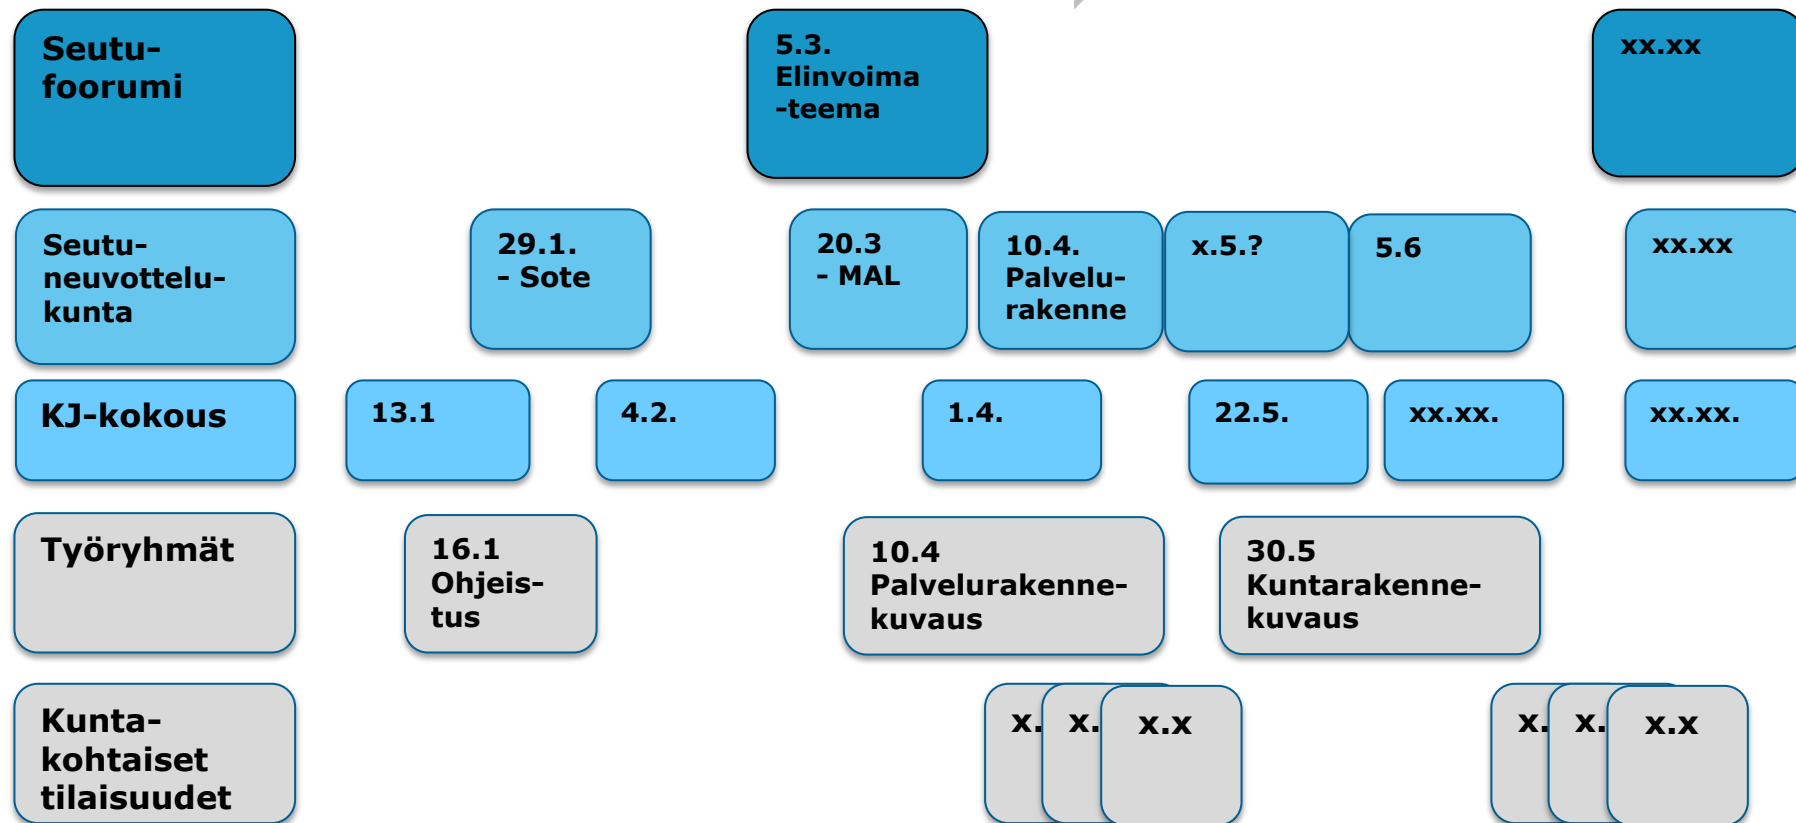 Seutu-
foorumi
5.3.
Elinvoima
-teema
xx.xx
Seutu-
neuvottelu-
kunta
29.1.
- Sote
20.3
- MAL
10.4.
Palvelu-
rakenne
x.5.?
5.6
xx.xx
KJ-kokous
13.1
4.2.
1.4.
22.5.
xx.xx.
xx.xx.
Työryhmät
16.1
Ohjeis-
tus
10.4
Palvelurakenne-
kuvaus
30.5
Kuntarakenne-
kuvaus
Kunta-
kohtaiset
tilaisuudet
x.
x.
x.x
x.
x.
x.x